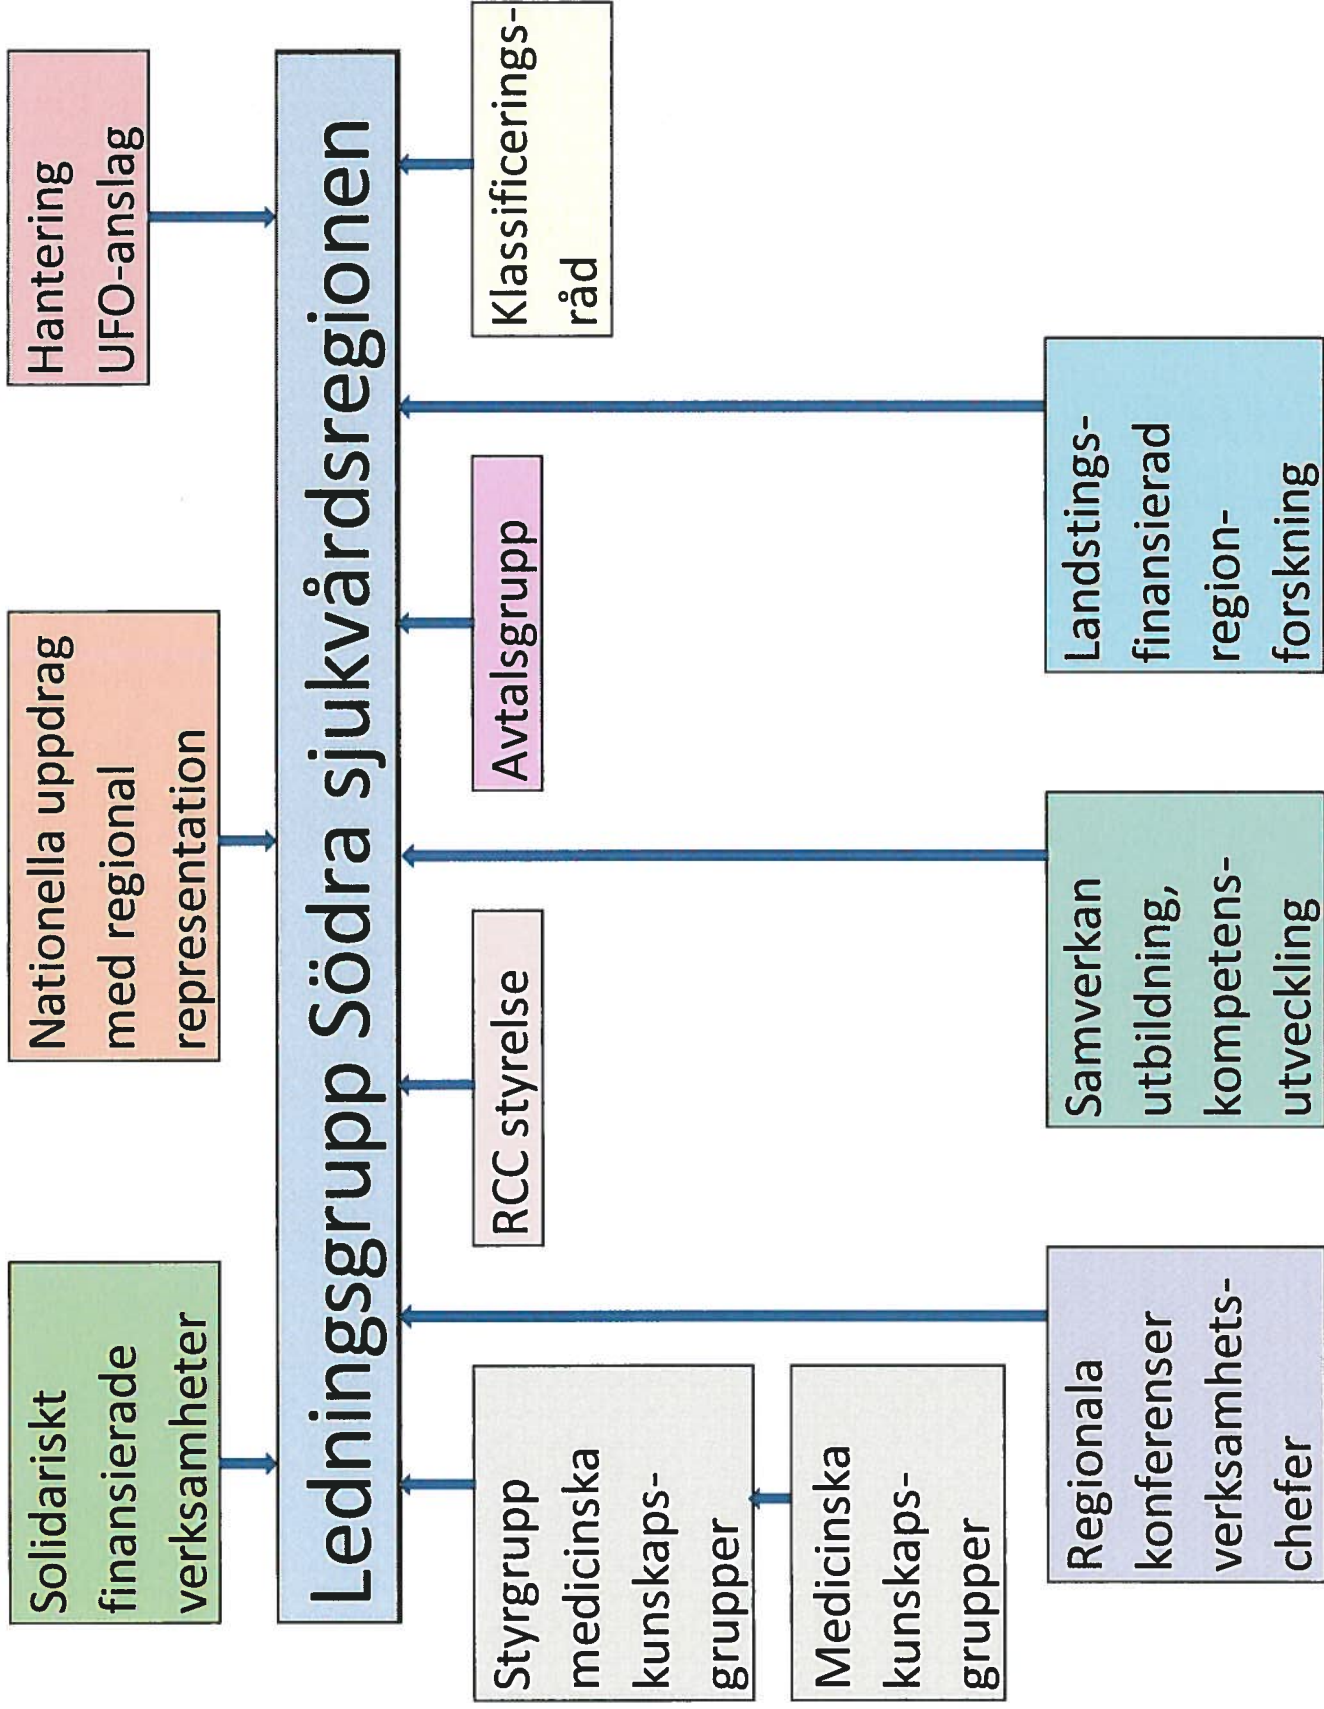 Solidariskt
finansierade
verksamheter
Nationella uppdrag
med regional
representation
Hantering
UFO-anslag
Ledningsgrupp Södra sjukvårdsregionen
Styrgrupp
medicinska
kunskaps-
grupper
RCC styrelse
Avtalsgrupp
Klassificerings-
råd
Medicinska
kunskaps-
grupper
Regionala
konferenser
verksamhets-
chefer
Samverkan
utbildning,
kompetens-
utveckling
Landstings-
finansierad
region-
forskning